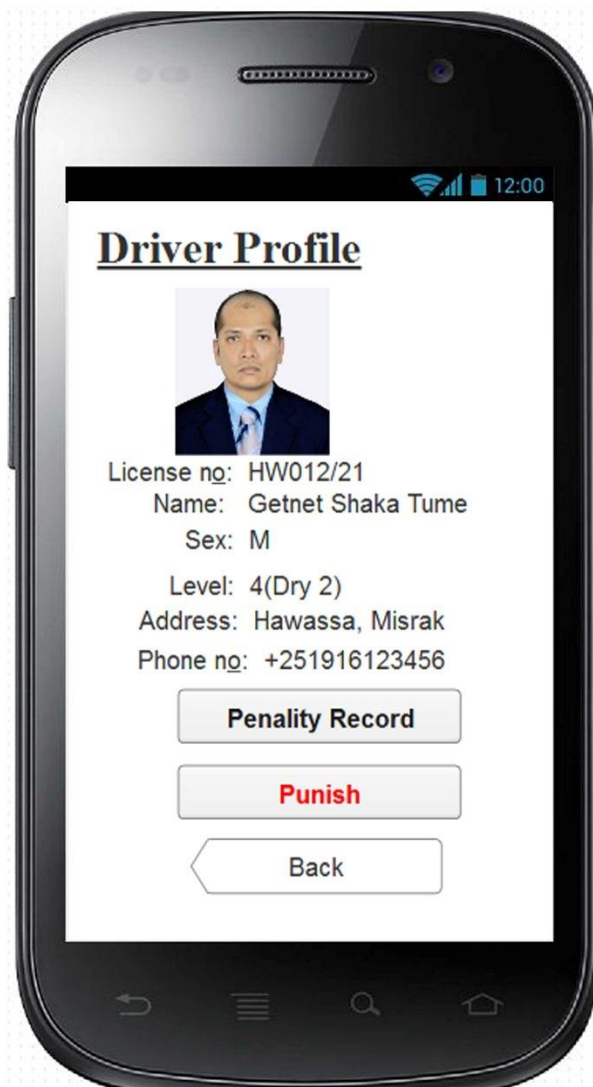 12:00
Driver Profile
License no: HW012/21
Name: Getnet Shaka Tume
Sex: M
Level: 4(Dry 2)
Address: Hawassa, Misrak
Phone no: +251916123456
Penality Record
Punish
Back